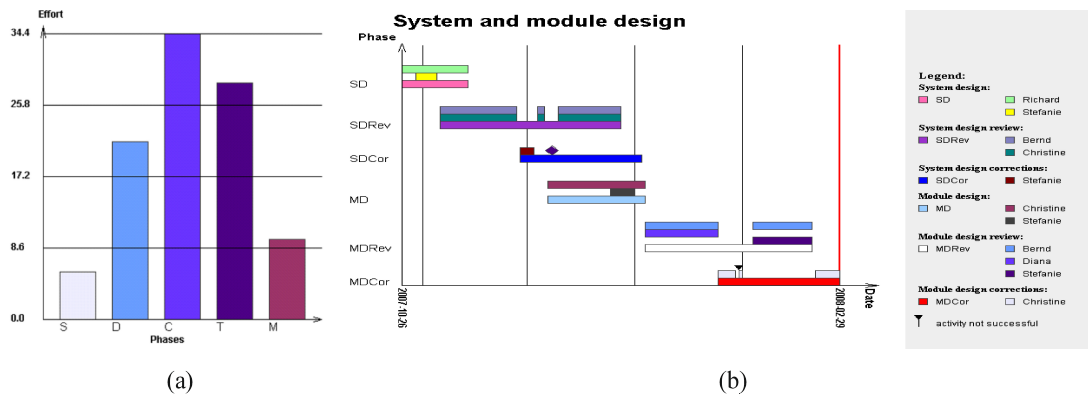 Effort
34.4
25.8
17.2
8.6
0.0
S D C T M
Phases
(a)
System and module design
Phase
SD
SDRev
SDCor
MD
MDRev
MDCor
2007-10-26
2008-02-29
Date
(b)
Legend:
System design:
SD Richard
Stefanie
System design review:
SDRev Bernd
Christine
System design corrections:
SDCor Stefanie
Module design:
MD Christine
Stefanie
Module design review:
MDRev Bernd
Diana
Stefanie
Module design corrections:
MDCor Christine
activity not successful